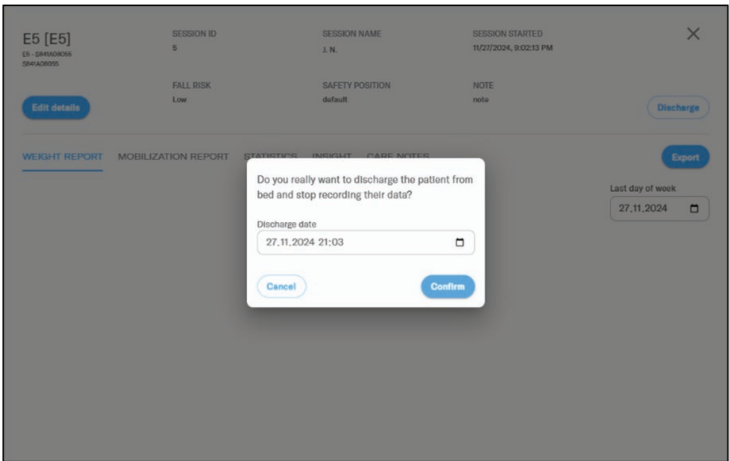 E5 [E5]
SESSION ID
SESSION NAME
SESSION STARTED
5
J. N.
11/27/2024, 9:02:13 PM
FALL RISK
SAFETY POSITION
NOTE
Low
default
note
Edit details
Discharge
WEIGHT REPORT MOBILIZATION REPORT STATISTICS INSIGHT CARE NOTES
Export
Last day of week
27.11.2024
Do you really want to discharge the patient from
bed and stop recording their data?
Discharge date
27.11.2024 21:03
Cancel
Confirm